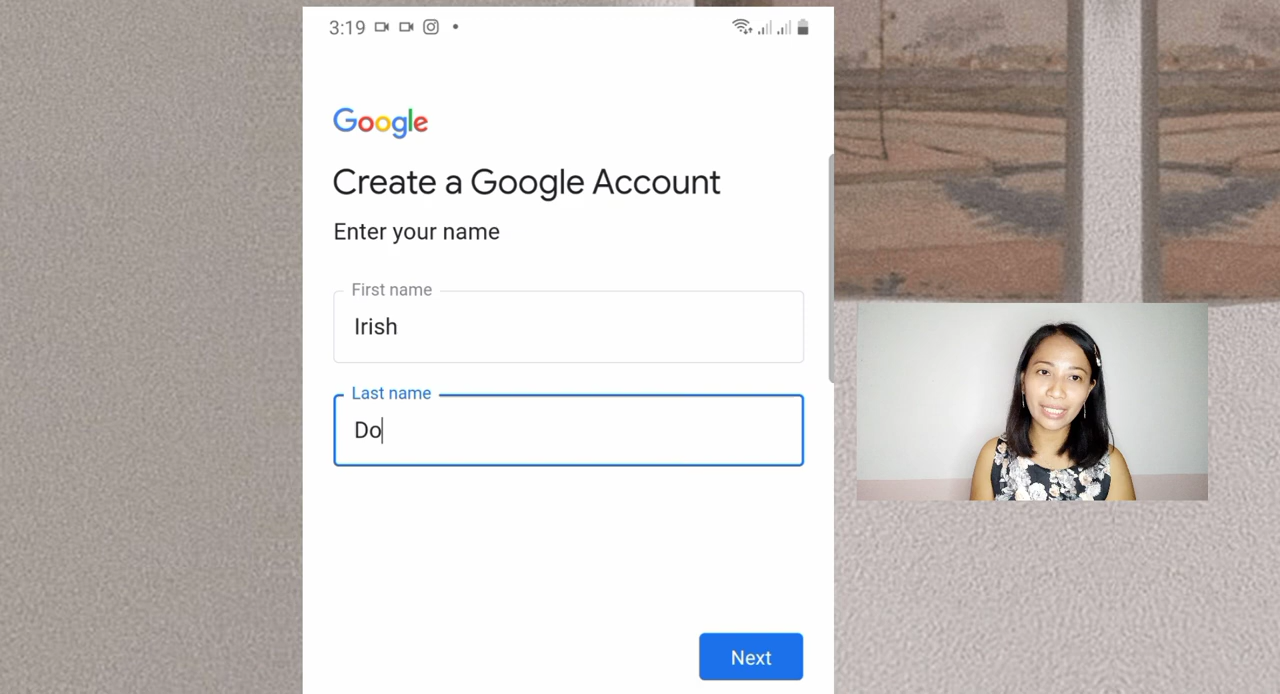 3:19
Google
Create a Google Account
Enter your name
First name
Irish
Last name
Do
Next